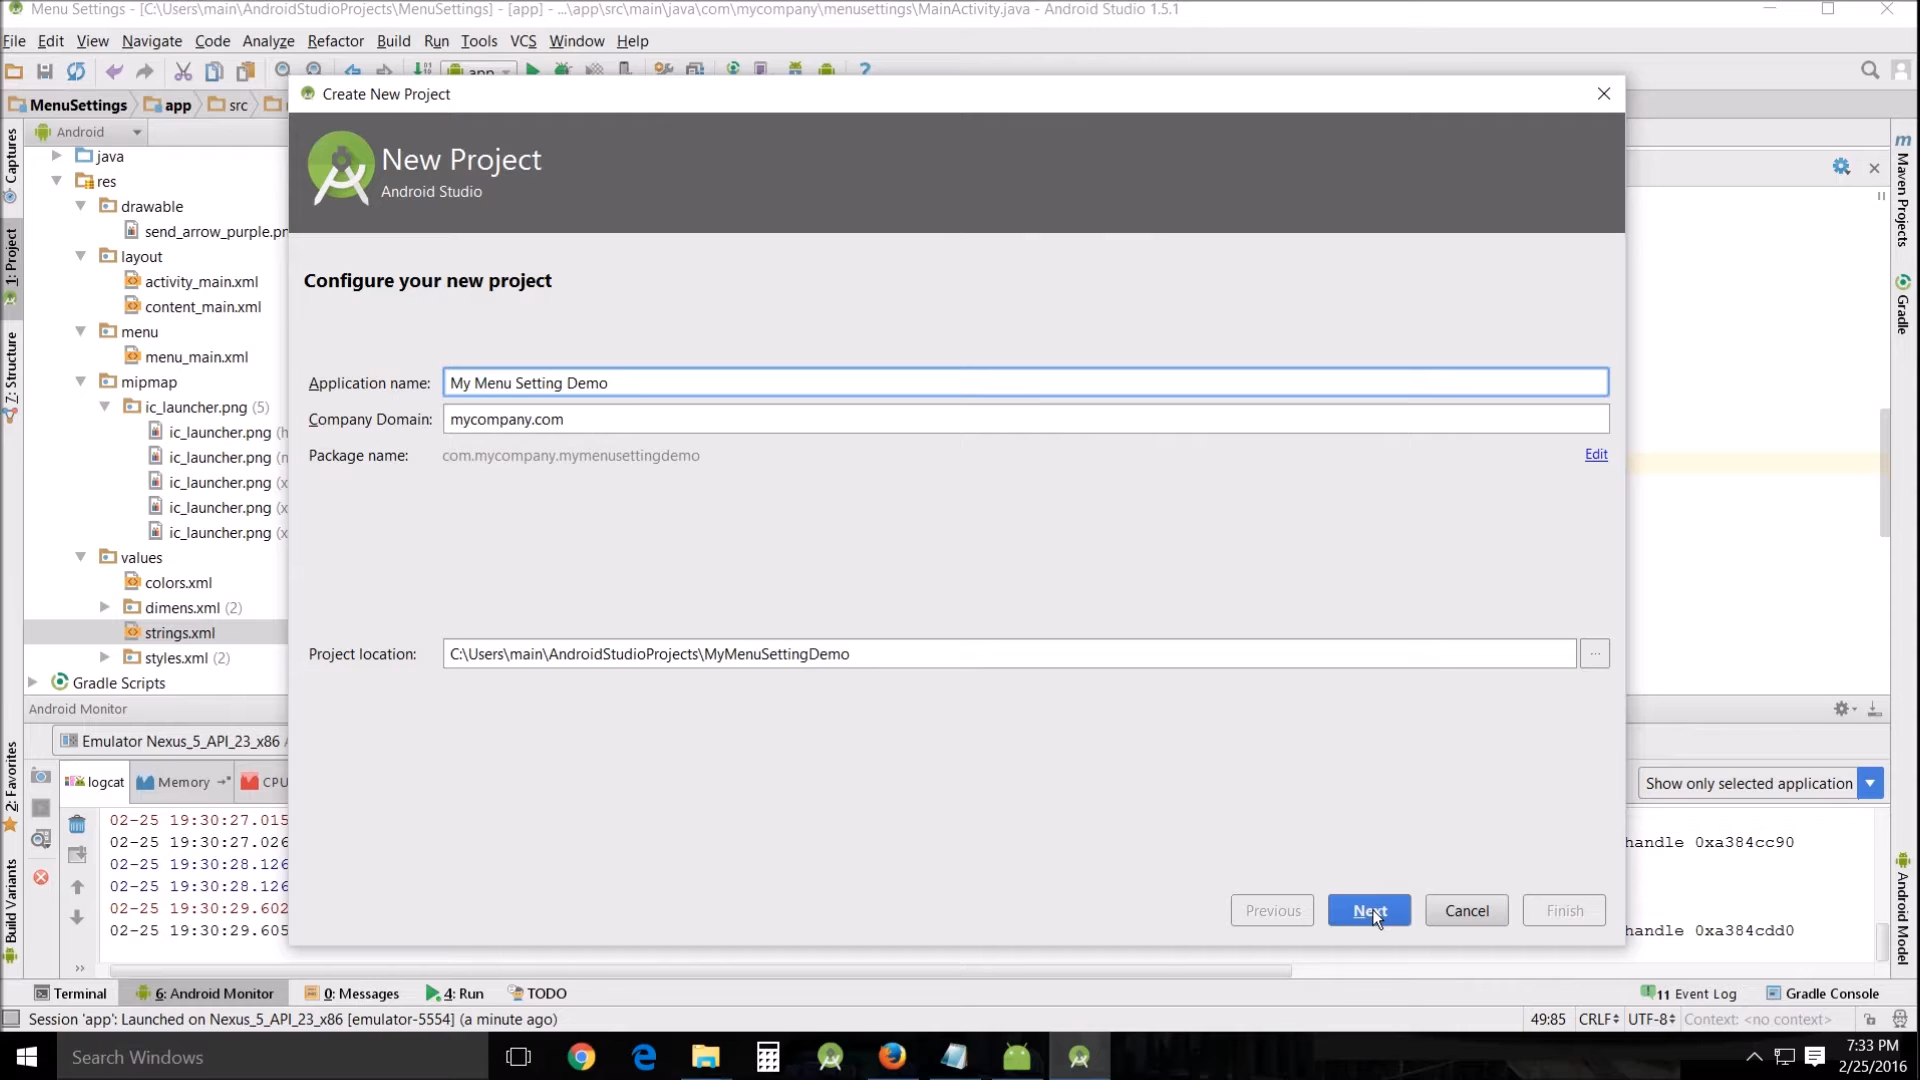 Menu Settings - [C:\Users\main\AndroidStudioProjects\MenuSettings] - [app] - ...\app\src\main\java\com\mycompany\menusettings\MainActivity.java - Android Studio 1.5.1
File Edit View Navigate Code Analyze Refactor Build Run Tools VCS Window Help
app
MenuSettings app src
Create New Project
New Project
Android Studio
Configure your new project
Application name: My Menu Setting Demo
Company Domain: mycompany.com
Package name: com.mycompany.mymenusettingdemo Edit
Project location: C:\Users\main\AndroidStudioProjects\MyMenuSettingDemo ...
Previous Next Cancel Finish
Captures
1: Project
7: Structure
2: Favorites
Build Variants
Android
java
res
drawable
send_arrow_purple.pn
layout
activity_main.xml
content_main.xml
menu
menu_main.xml
mipmap
ic_launcher.png (5)
ic_launcher.png (h
ic_launcher.png (m
ic_launcher.png (x
ic_launcher.png (x
ic_launcher.png (x
values
colors.xml
dimens.xml (2)
strings.xml
styles.xml (2)
Gradle Scripts
Maven Projects
Gradle
Android Model
Android Monitor
Emulator Nexus_5_API_23_x86
logcat Memory CPU
Show only selected application
02-25 19:30:27.015
02-25 19:30:27.026 handle 0xa384cc90
02-25 19:30:28.126
02-25 19:30:28.126
02-25 19:30:29.602
02-25 19:30:29.605 handle 0xa384cdd0
Terminal 6: Android Monitor 0: Messages 4: Run TODO 11 Event Log Gradle Console
Session 'app': Launched on Nexus_5_API_23_x86 [emulator-5554] (a minute ago) 49:85 CRLF UTF-8 Context: <no context>
Search Windows
7:33 PM
2/25/2016